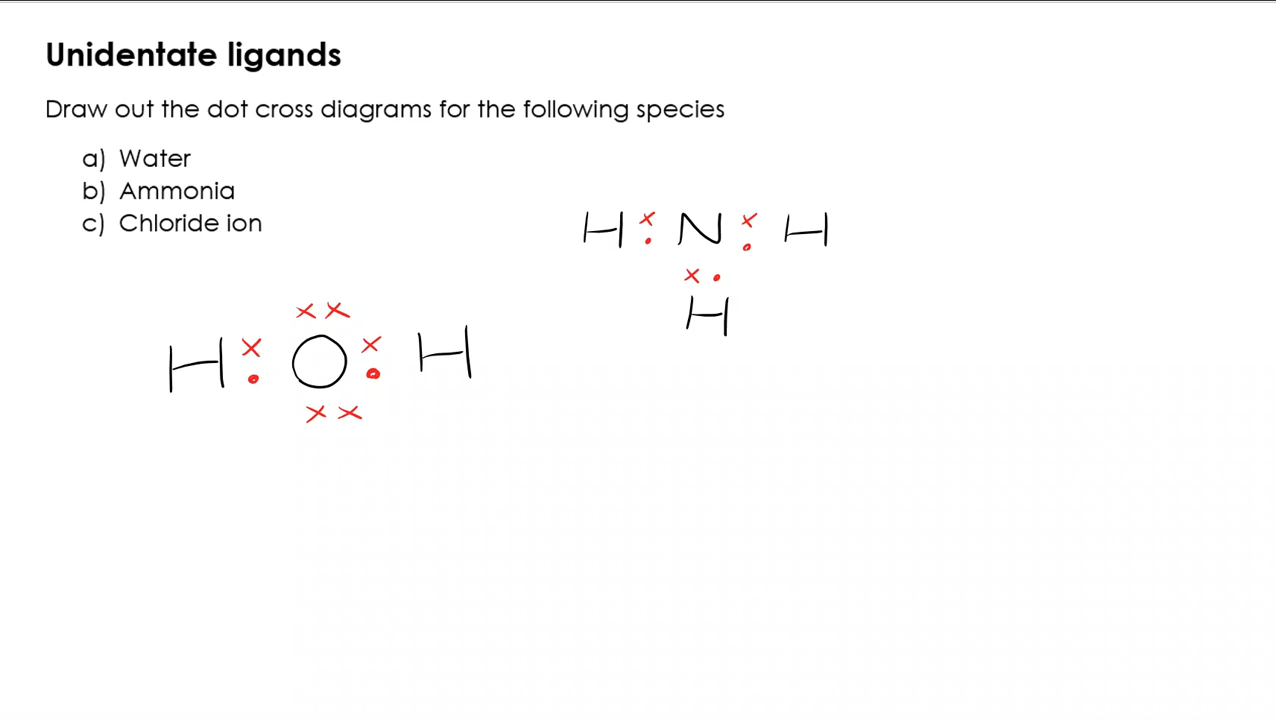 Unidentate ligands
Draw out the dot cross diagrams for the following species
a) Water
b) Ammonia
c) Chloride ion
H N H
H
H O H